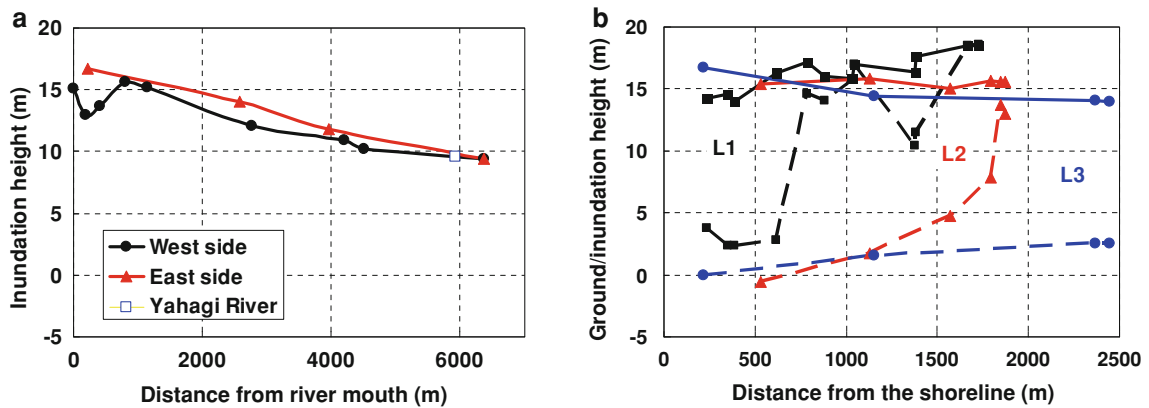 a
Inundation height (m)
20
15
10
5
0
-5
West side
East side
Yahagi River
0 2000 4000 6000
Distance from river mouth (m)
b
Ground/inundation height (m)
20
15
10
5
0
-5
L1
L2
L3
0 500 1000 1500 2000 2500
Distance from the shoreline (m)